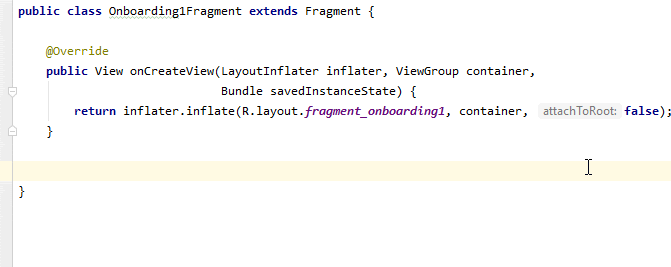 public class Onboarding1Fragment extends Fragment {
@Override
public View onCreateView(LayoutInflater inflater, ViewGroup container,
Bundle savedInstanceState) {
return inflater.inflate(R.layout.fragment_onboarding1, container, attachToRoot: false);
}
}